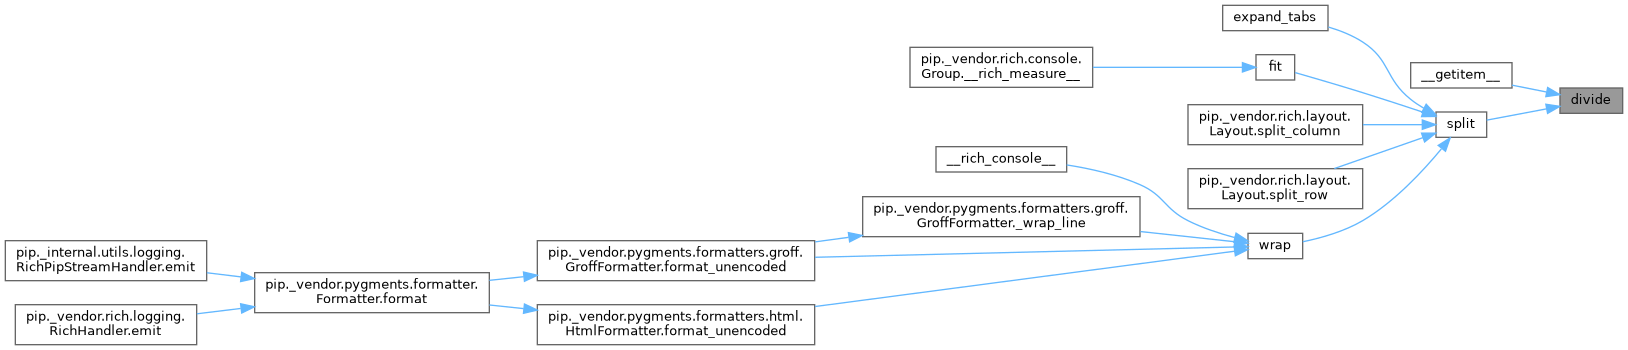 expand_tabs
pip._vendor.rich.console.
Group.__rich_measure__
fit
__getitem__
divide
pip._vendor.rich.layout.
Layout.split_column
split
__rich_console__
pip._vendor.rich.layout.
Layout.split_row
pip._vendor.pygments.formatters.groff.
GroffFormatter._wrap_line
wrap
pip._internal.utils.logging.
RichPipStreamHandler.emit
pip._vendor.pygments.formatters.groff.
GroffFormatter.format_unencoded
pip._vendor.pygments.formatter.
Formatter.format
pip._vendor.rich.logging.
RichHandler.emit
pip._vendor.pygments.formatters.html.
HtmlFormatter.format_unencoded